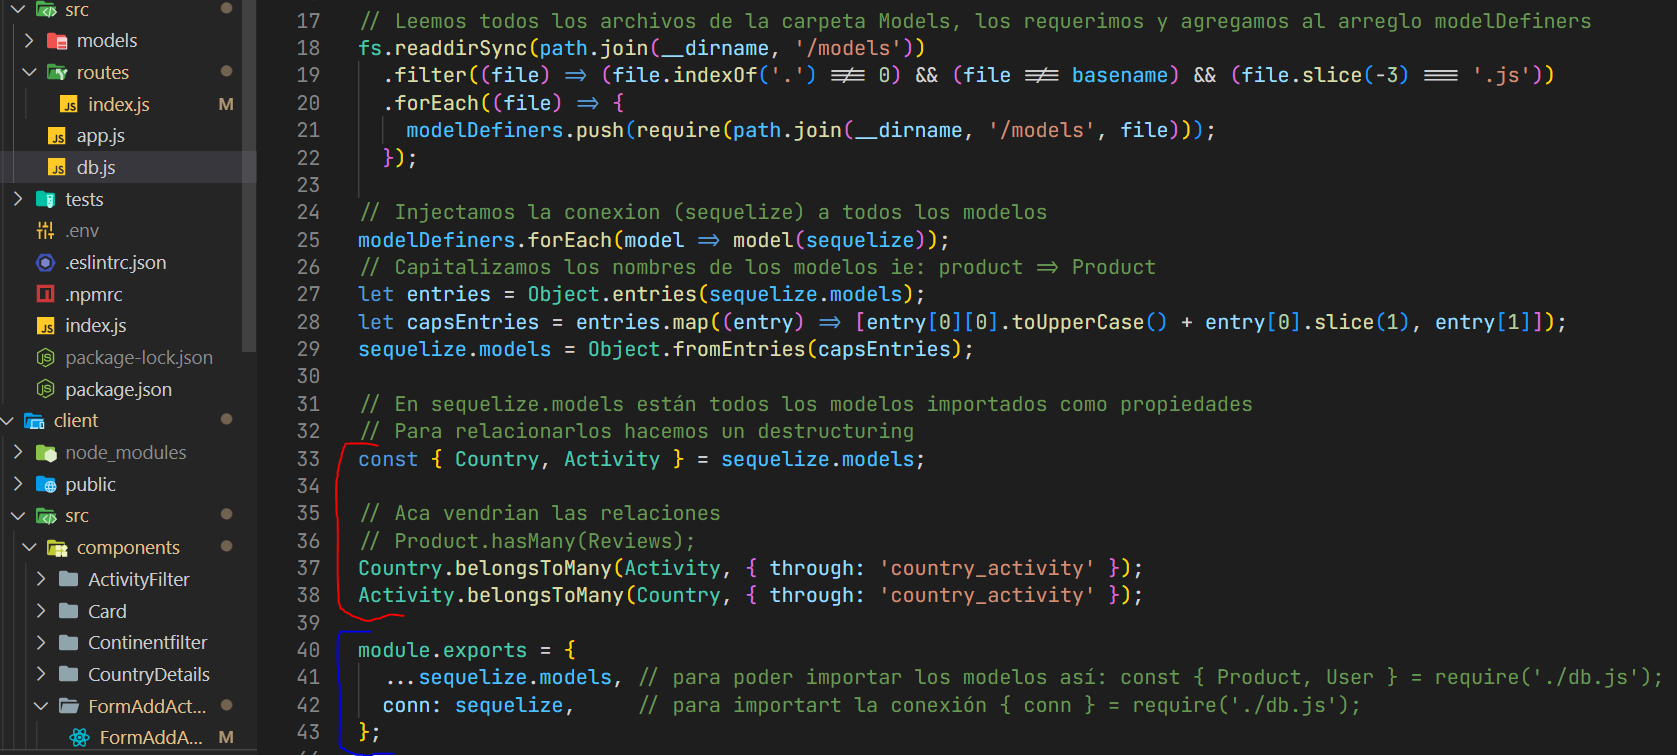 src
models
routes
index.js M
app.js
db.js
tests
.env
.eslintrc.json
.npmrc
index.js
package-lock.json
package.json
client
node_modules
public
src
components
ActivityFilter
Card
Continentfilter
CountryDetails
FormAddAct...
FormAddA... M
17 // Leemos todos los archivos de la carpeta Models, los requerimos y agregamos al arreglo modelDefiners
18 fs.readdirSync(path.join(__dirname, '/models'))
19 .filter((file) => (file.indexOf('.') !== 0) && (file !== basename) && (file.slice(-3) === '.js'))
20 .forEach((file) => {
21 modelDefiners.push(require(path.join(__dirname, '/models', file)));
22 });
23
24 // Injectamos la conexion (sequelize) a todos los modelos
25 modelDefiners.forEach(model => model(sequelize));
26 // Capitalizamos los nombres de los modelos ie: product => Product
27 let entries = Object.entries(sequelize.models);
28 let capsEntries = entries.map((entry) => [entry[0][0].toUpperCase() + entry[0].slice(1), entry[1]]);
29 sequelize.models = Object.fromEntries(capsEntries);
30
31 // En sequelize.models están todos los modelos importados como propiedades
32 // Para relacionarlos hacemos un destructuring
33 const { Country, Activity } = sequelize.models;
34
35 // Aca vendrian las relaciones
36 // Product.hasMany(Reviews);
37 Country.belongsToMany(Activity, { through: 'country_activity' });
38 Activity.belongsToMany(Country, { through: 'country_activity' });
39
40 module.exports = {
41 ...sequelize.models, // para poder importar los modelos así: const { Product, User } = require('./db.js');
42 conn: sequelize, // para importart la conexión { conn } = require('./db.js');
43 };